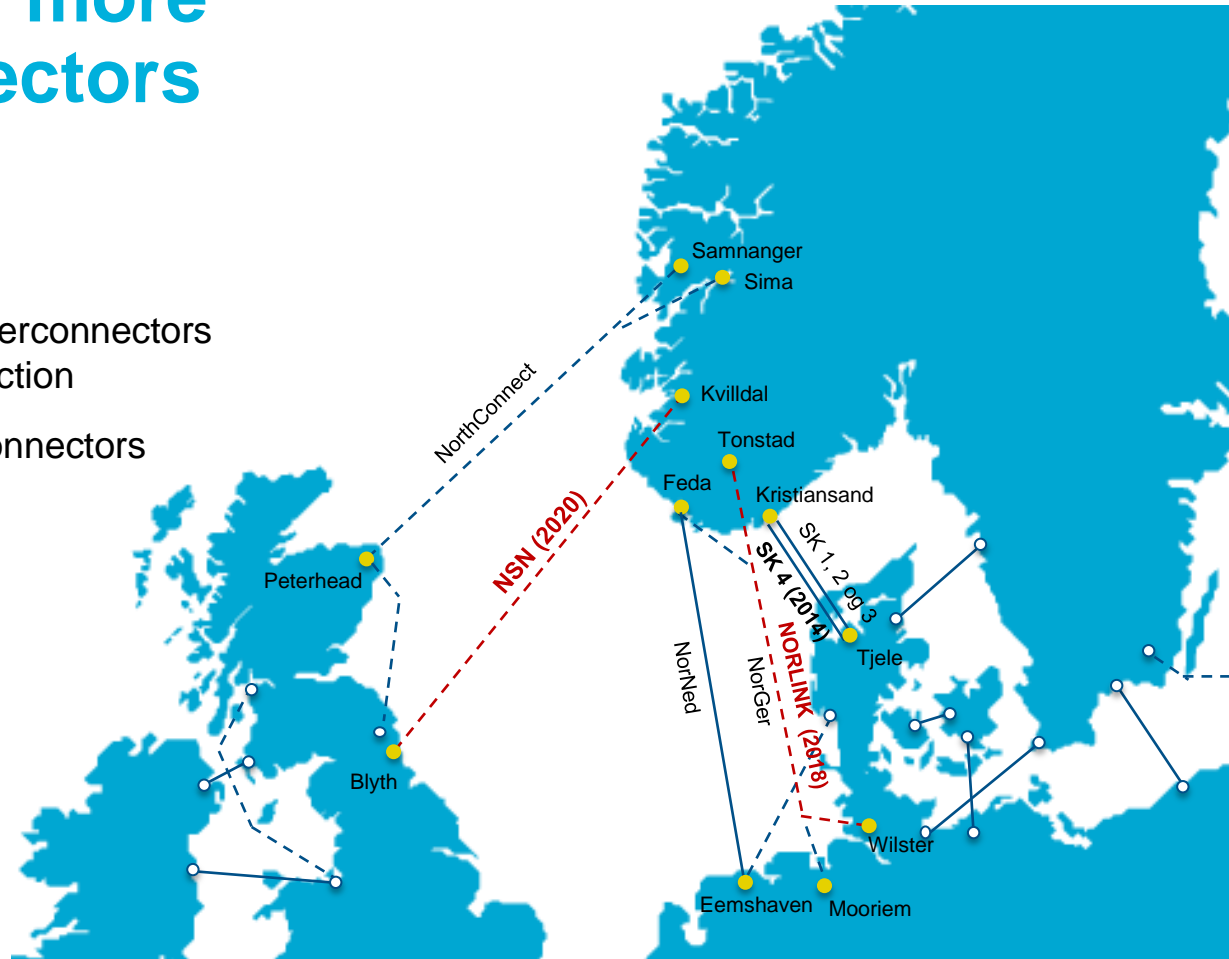 more
ectors
erconnectors
ction
onnectors
Samnanger
Sima
NorthConnect
Kvilldal
Tonstad
Feda
Kristiansand
NSN (2020)
SK 1, 2 og 3
SK 4 (2014)
Peterhead
NORLINK (2018)
Tjele
NorNed
NorGer
Blyth
Wilster
Eemshaven
Mooriem